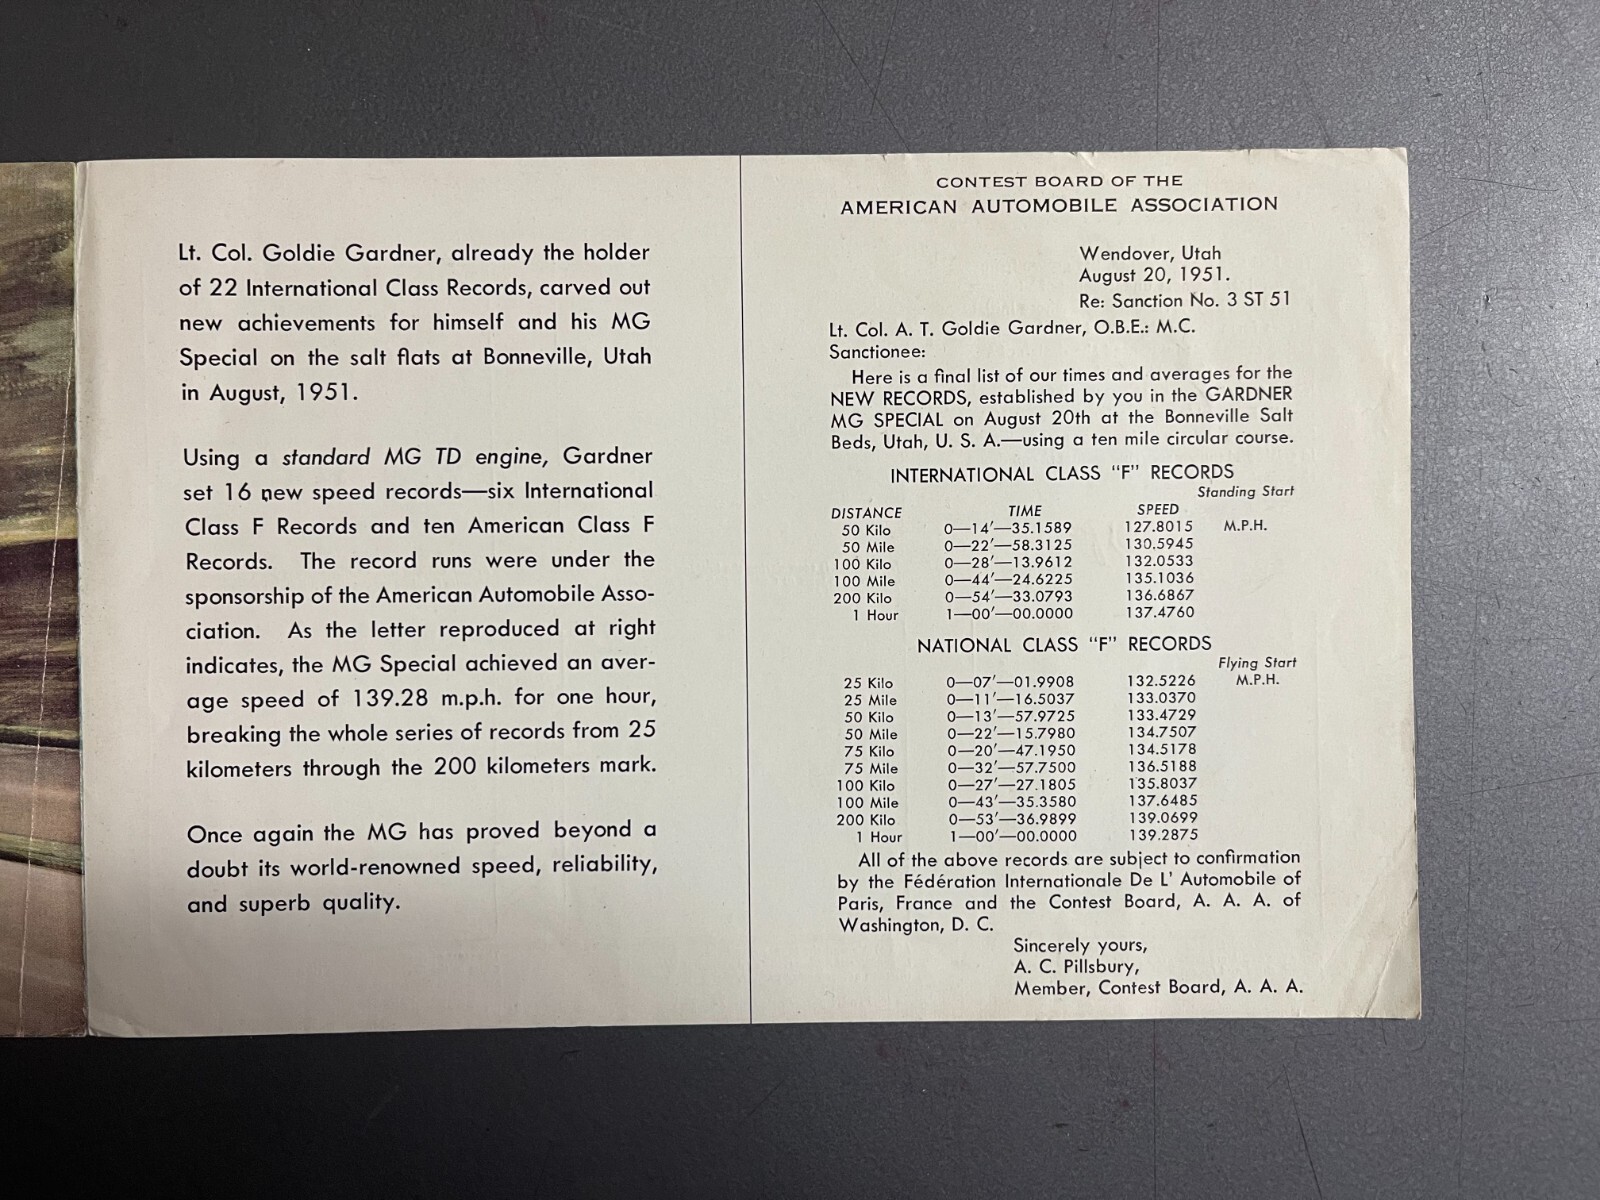 Lt. Col. Goldie Gardner, already the holder
of 22 International Class Records, carved out
new achievements for himself and his MG
Special on the salt flats at Bonneville, Utah
in August, 1951.
Using a standard MG TD engine, Gardner
set 16 new speed records—six International
Class F Records and ten American Class F
Records. The record runs were under the
sponsorship of the American Automobile Asso-
ciation. As the letter reproduced at right
indicates, the MG Special achieved an aver-
age speed of 139.28 m.p.h. for one hour,
breaking the whole series of records from 25
kilometers through the 200 kilometers mark.
Once again the MG has proved beyond a
doubt its world-renowned speed, reliability,
and superb quality.
CONTEST BOARD OF THE
AMERICAN AUTOMOBILE ASSOCIATION
Wendover, Utah
August 20, 1951.
Re: Sanction No. 3 ST 51
Lt. Col. A. T. Goldie Gardner, O.B.E.: M.C.
Sanctionee:
Here is a final list of our times and averages for the
NEW RECORDS, established by you in the GARDNER
MG SPECIAL on August 20th at the Bonneville Salt
Beds, Utah, U. S. A.—using a ten mile circular course.
INTERNATIONAL CLASS "F" RECORDS
Standing Start
DISTANCE TIME SPEED
50 Kilo 0—14′—35.1589 127.8015 M.P.H.
50 Mile 0—22′—58.3125 130.5945
100 Kilo 0—28′—13.9612 132.0533
100 Mile 0—44′—24.6225 135.1036
200 Kilo 0—54′—33.0793 136.6867
1 Hour 1—00′—00.0000 137.4760
NATIONAL CLASS "F" RECORDS
Flying Start
25 Kilo 0—07′—01.9908 132.5226 M.P.H.
25 Mile 0—11′—16.5037 133.0370
50 Kilo 0—13′—57.9725 133.4729
50 Mile 0—22′—15.7980 134.7507
75 Kilo 0—20′—47.1950 134.5178
75 Mile 0—32′—57.7500 136.5188
100 Kilo 0—27′—27.1805 135.8037
100 Mile 0—43′—35.3580 137.6485
200 Kilo 0—53′—36.9899 139.0699
1 Hour 1—00′—00.0000 139.2875
All of the above records are subject to confirmation
by the Fédération Internationale De L' Automobile of
Paris, France and the Contest Board, A. A. A. of
Washington, D. C.
Sincerely yours,
A. C. Pillsbury,
Member, Contest Board, A. A. A.